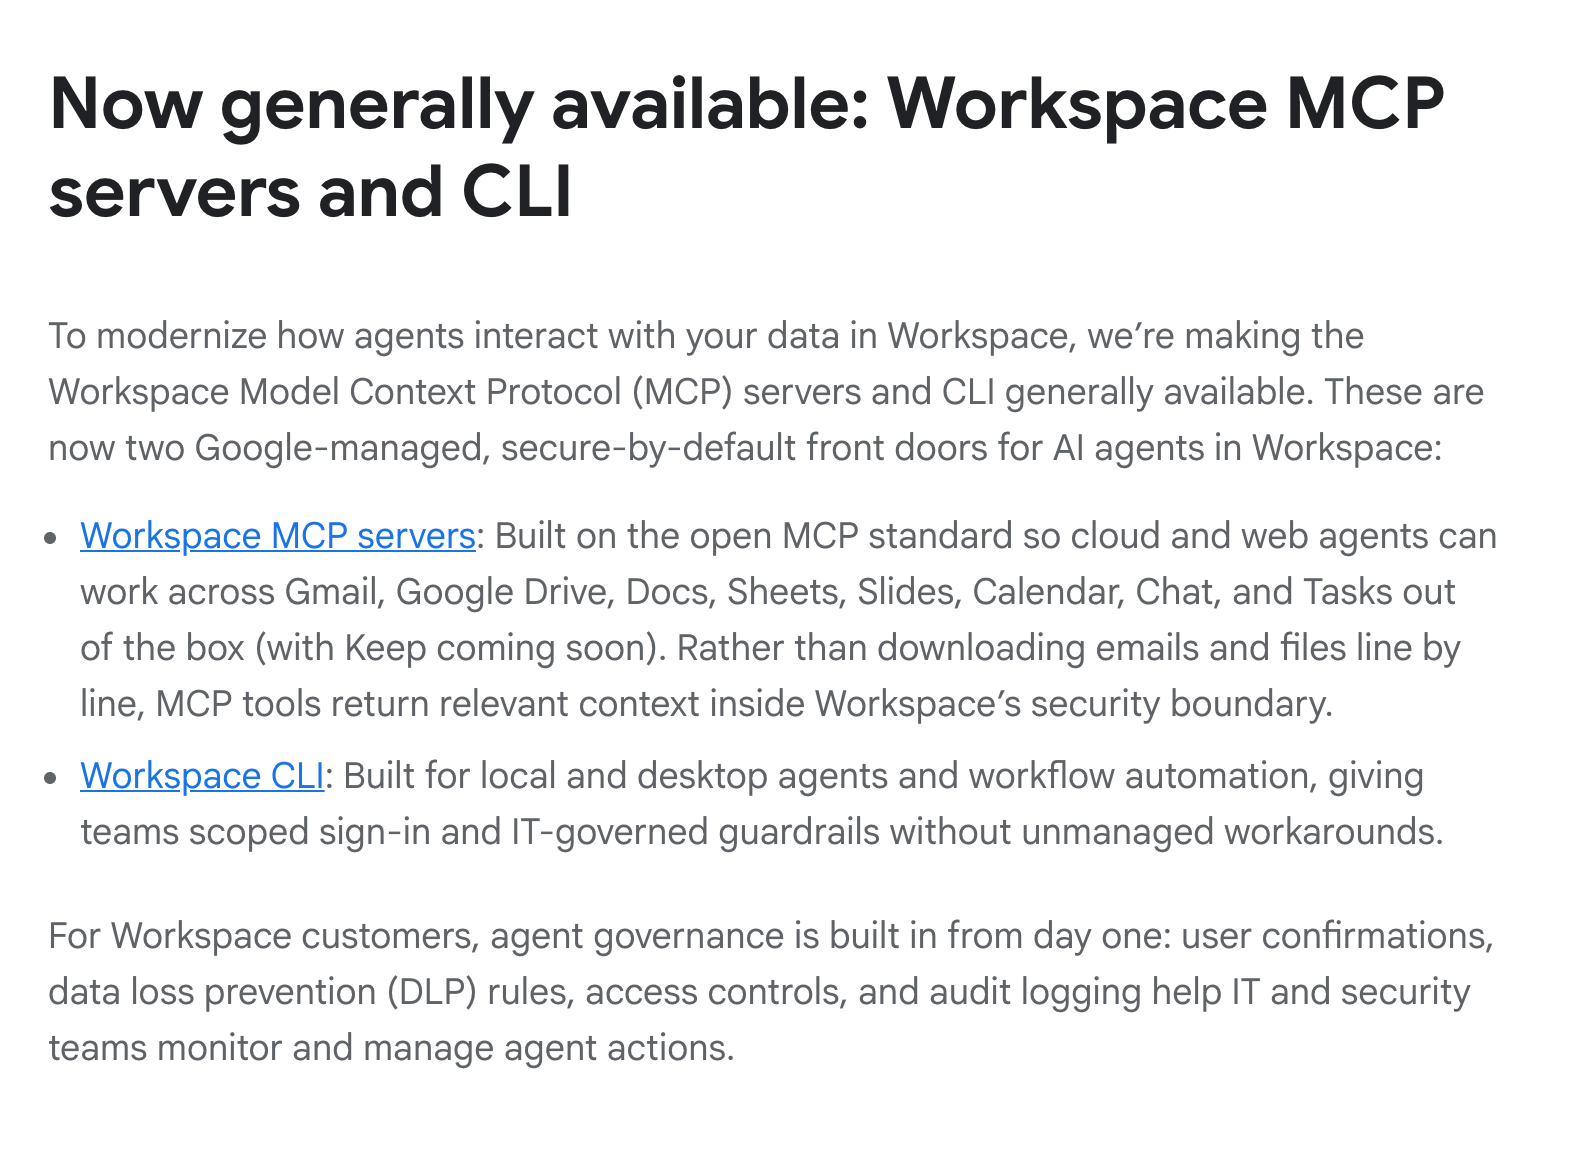 Now generally available: Workspace MCP
servers and CLI
To modernize how agents interact with your data in Workspace, we’re making the
Workspace Model Context Protocol (MCP) servers and CLI generally available. These are
now two Google-managed, secure-by-default front doors for AI agents in Workspace:
• Workspace MCP servers: Built on the open MCP standard so cloud and web agents can
work across Gmail, Google Drive, Docs, Sheets, Slides, Calendar, Chat, and Tasks out
of the box (with Keep coming soon). Rather than downloading emails and files line by
line, MCP tools return relevant context inside Workspace’s security boundary.
• Workspace CLI: Built for local and desktop agents and workflow automation, giving
teams scoped sign-in and IT-governed guardrails without unmanaged workarounds.
For Workspace customers, agent governance is built in from day one: user confirmations,
data loss prevention (DLP) rules, access controls, and audit logging help IT and security
teams monitor and manage agent actions.